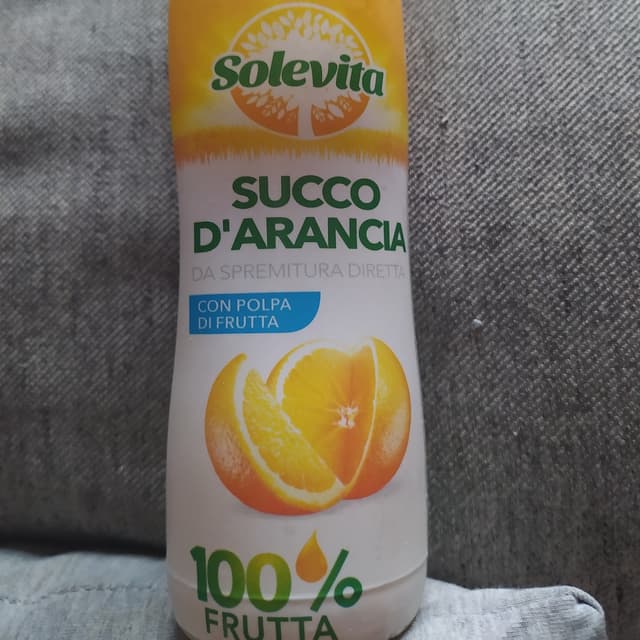 Solevita
SUCCO
D'ARANCIA
DA SPREMITURA DIRETTA
CON POLPA
DI FRUTTA
100%
FRUTTA